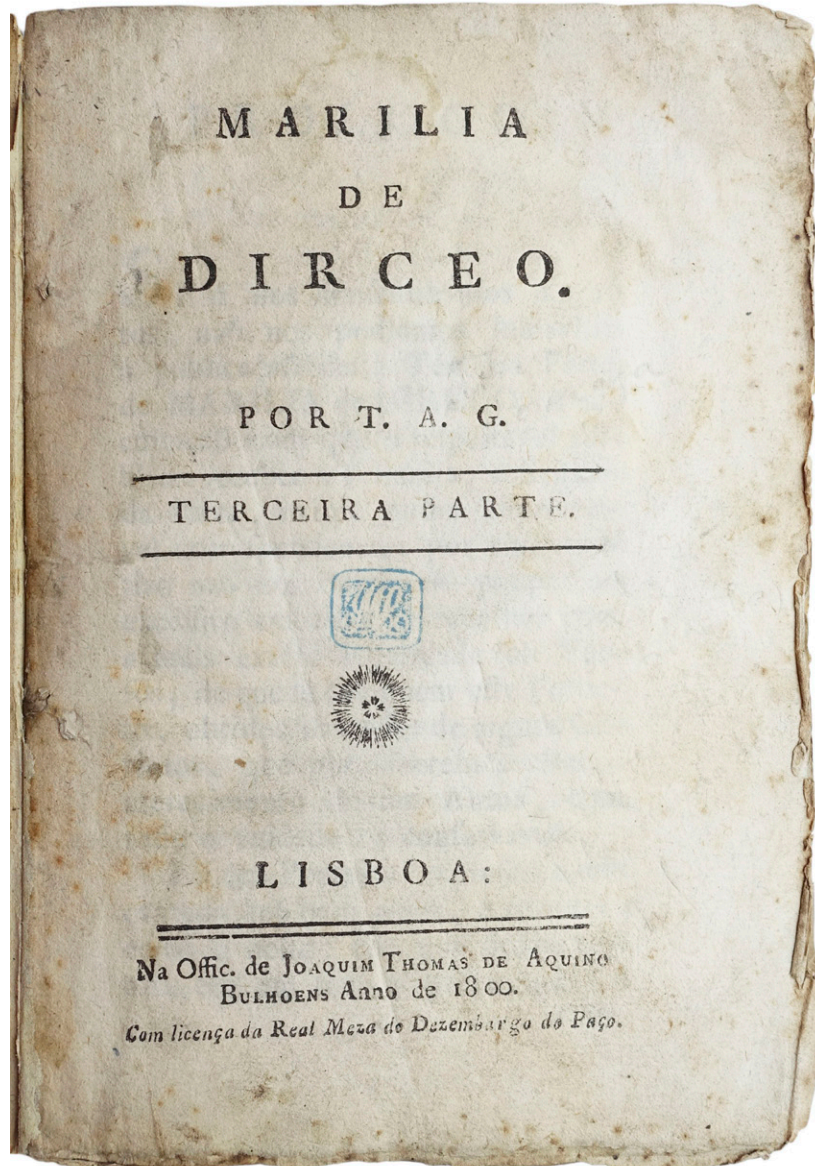 MARILIA
DE
DIRCEO.
POR T. A. G.
TERCEIRA PARTE.
LISBOA:
Na Offic. de JOAQUIM THOMAS DE AQUINO
BULHOENS Anno de 1800.
Com licença da Real Meza do Dezembargo do Paço.